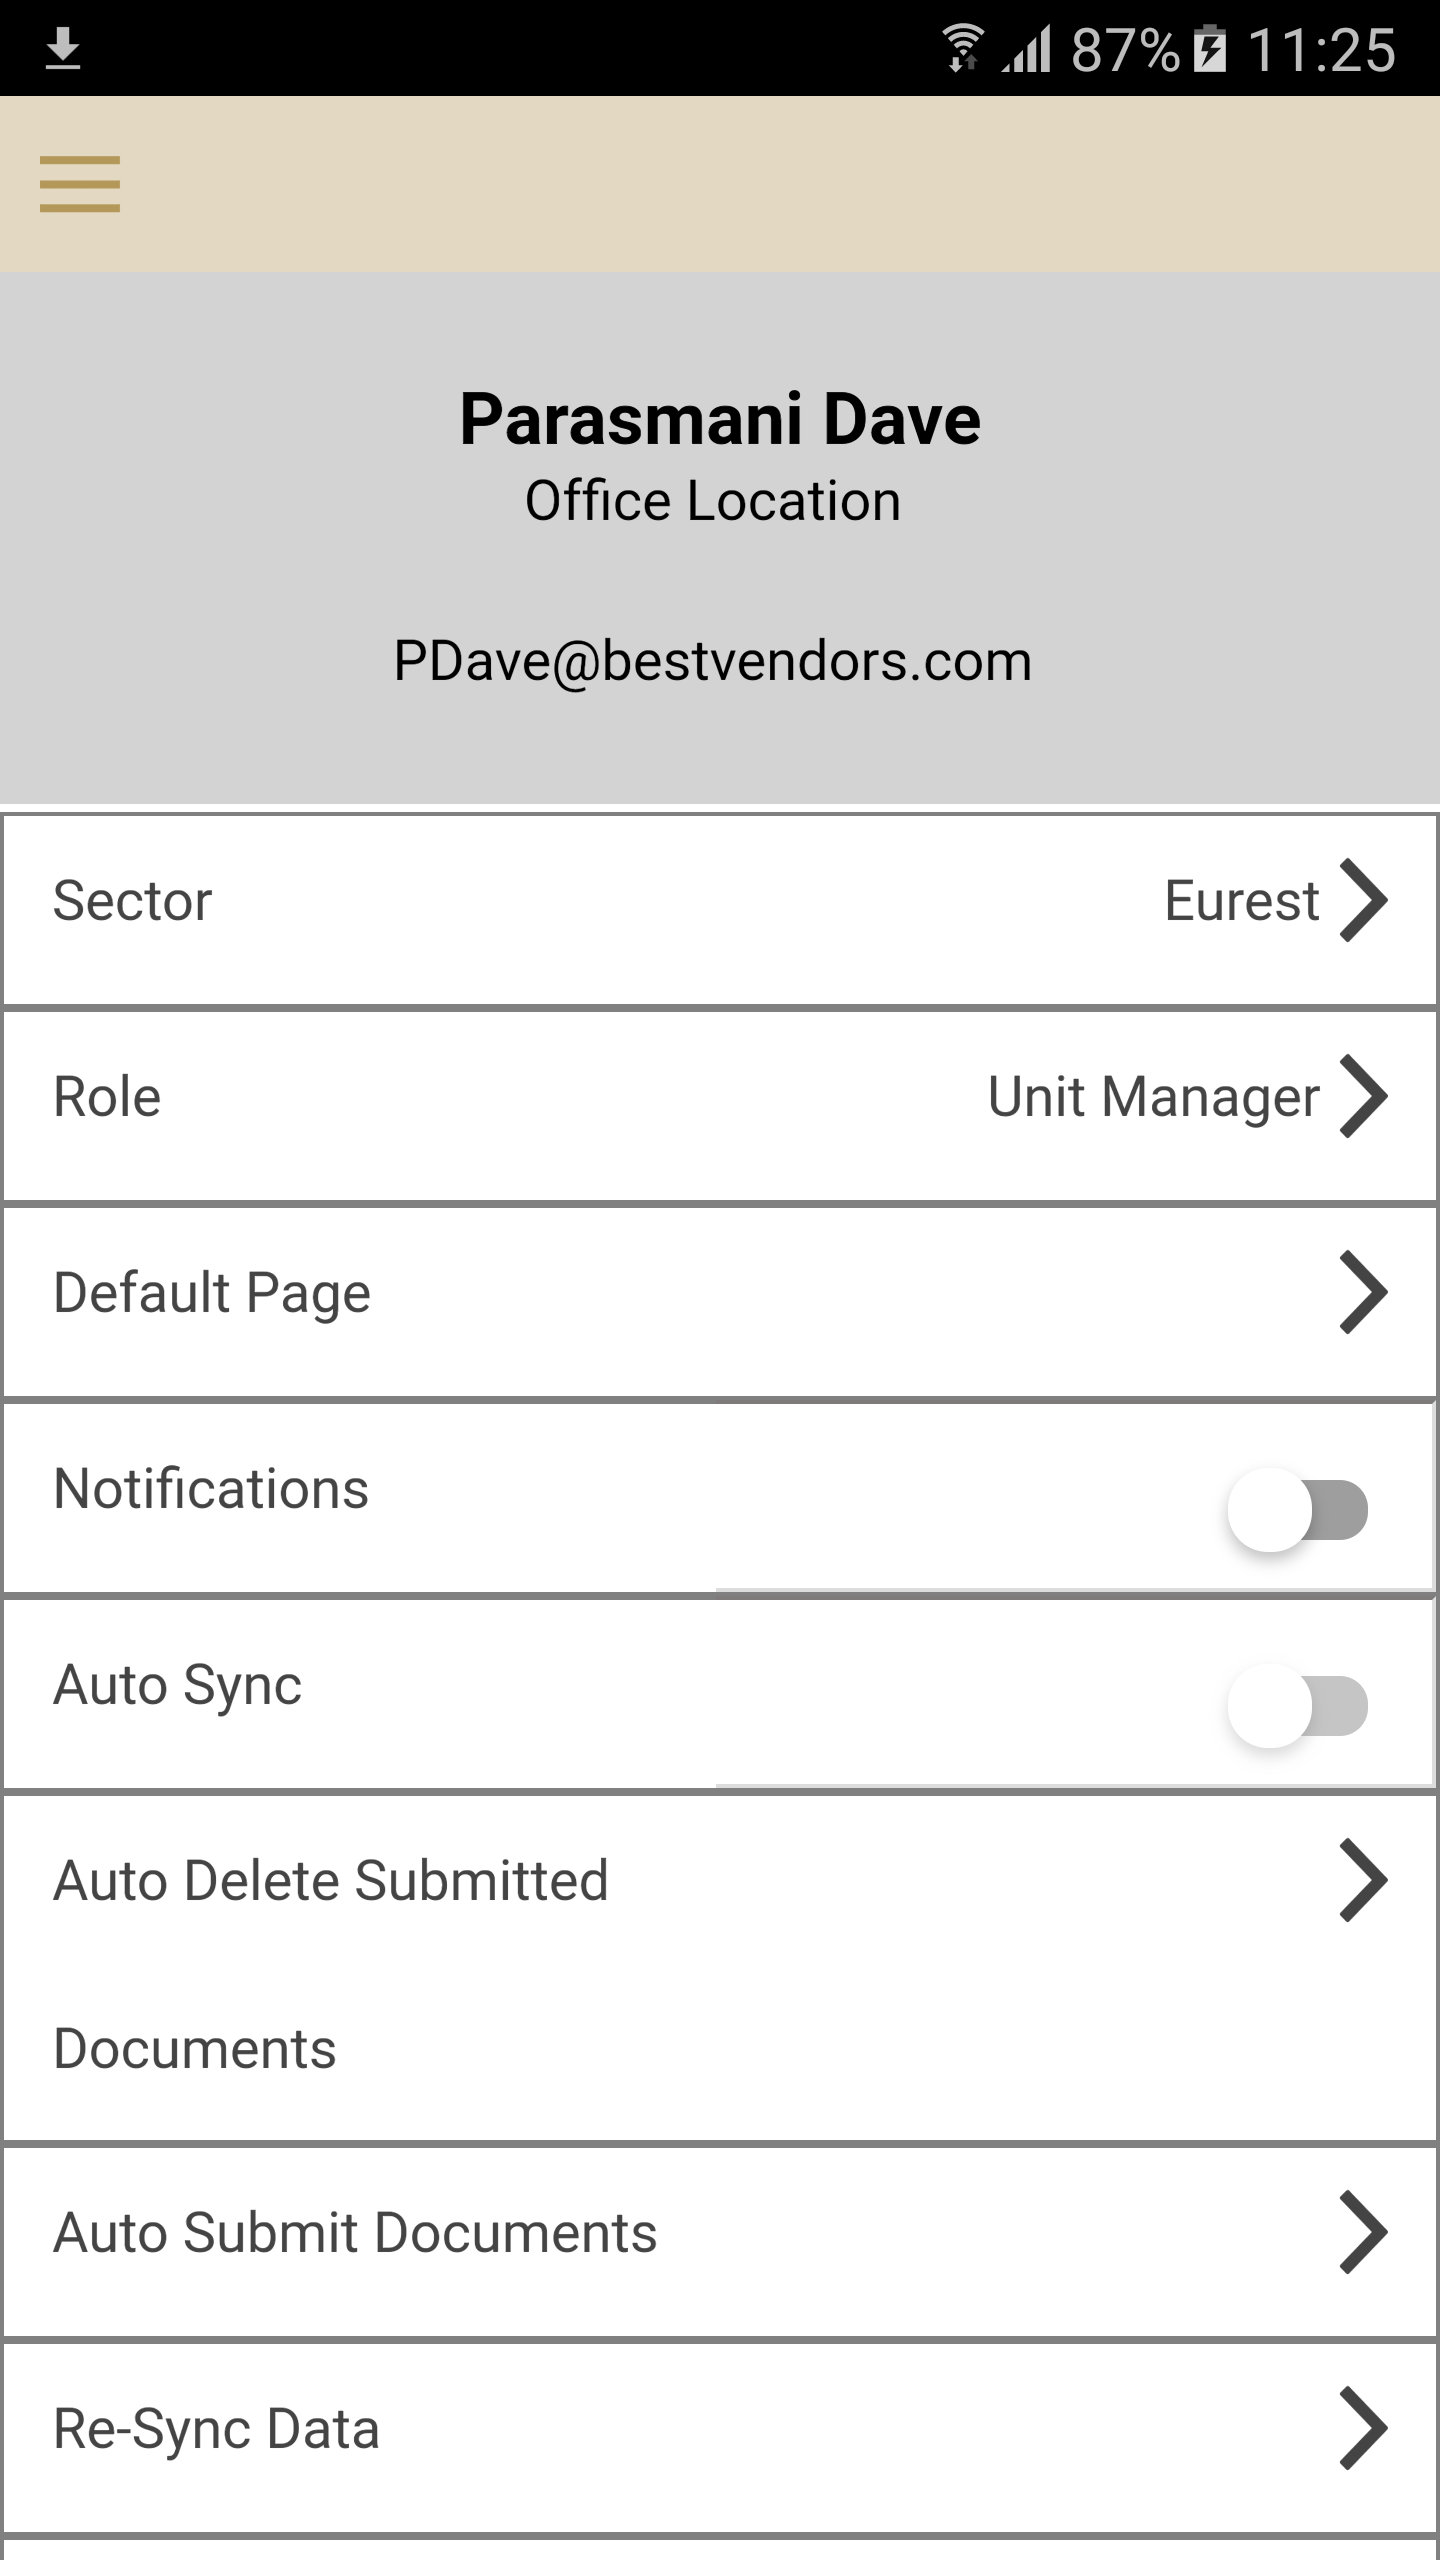 87% 11:25
Parasmani Dave
Office Location
PDave@bestvendors.com
Sector Eurest
Role Unit Manager
Default Page
Notifications
Auto Sync
Auto Delete Submitted
Documents
Auto Submit Documents
Re-Sync Data